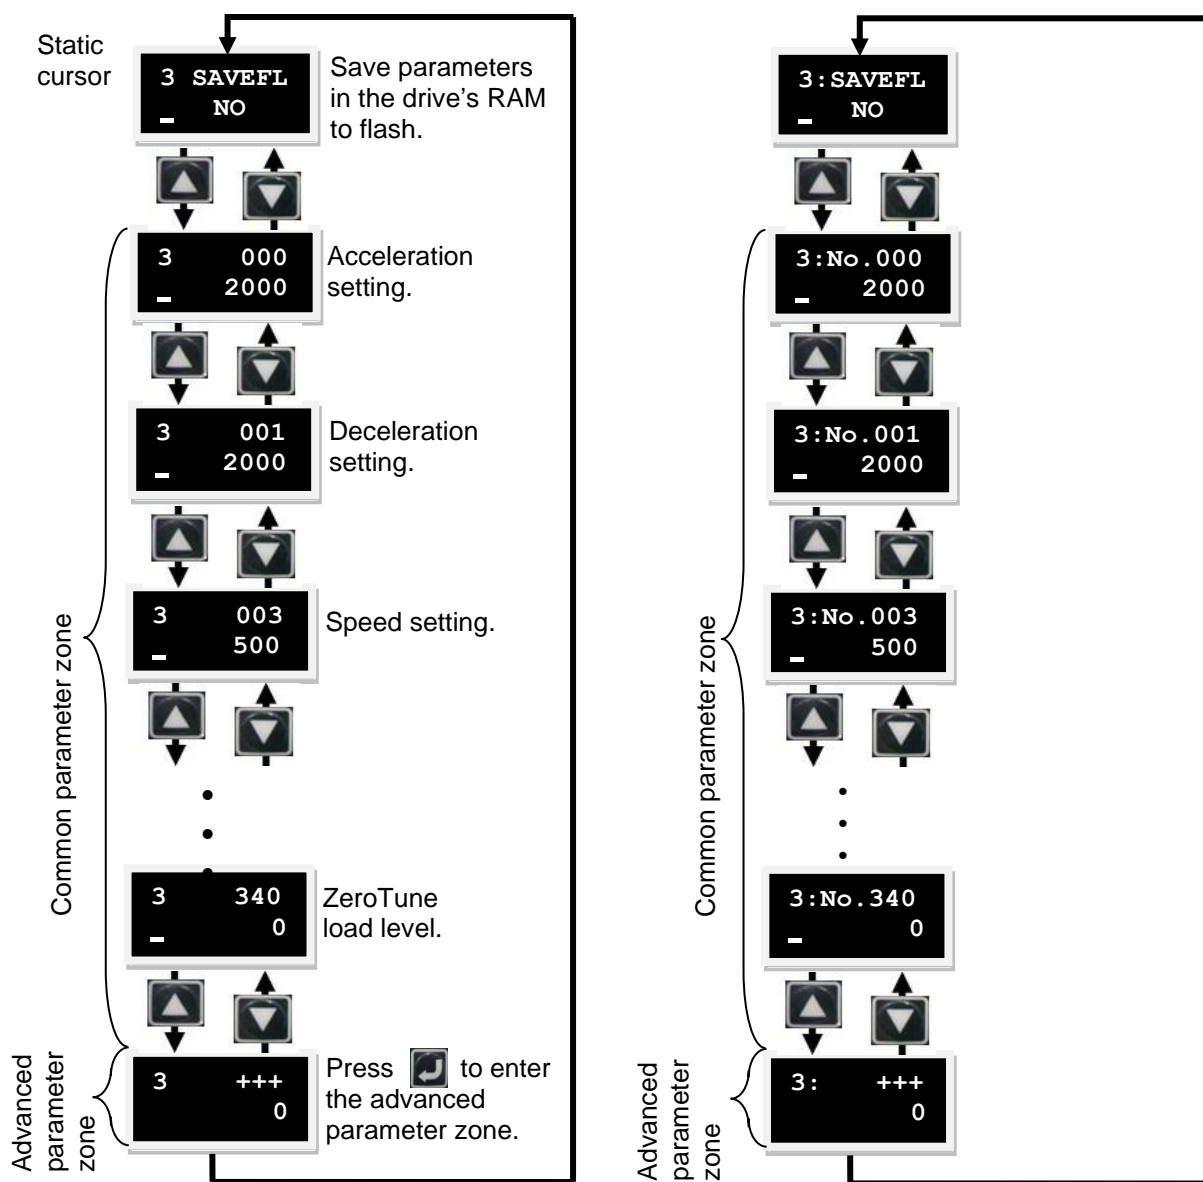 Static
cursor
3 SAVEFL
NO
Save parameters
in the drive's RAM
to flash.
3 000
2000
Acceleration
setting.
3 001
2000
Deceleration
setting.
3 003
500
Speed setting.
Common parameter zone
3 340
0
ZeroTune
load level.
3 +++
0
Press to enter
the advanced
parameter zone.
Advanced
parameter
zone
3:SAVEFL
NO
3:No.000
2000
3:No.001
2000
3:No.003
500
Common parameter zone
3:No.340
0
3: +++
0
Advanced
parameter
zone